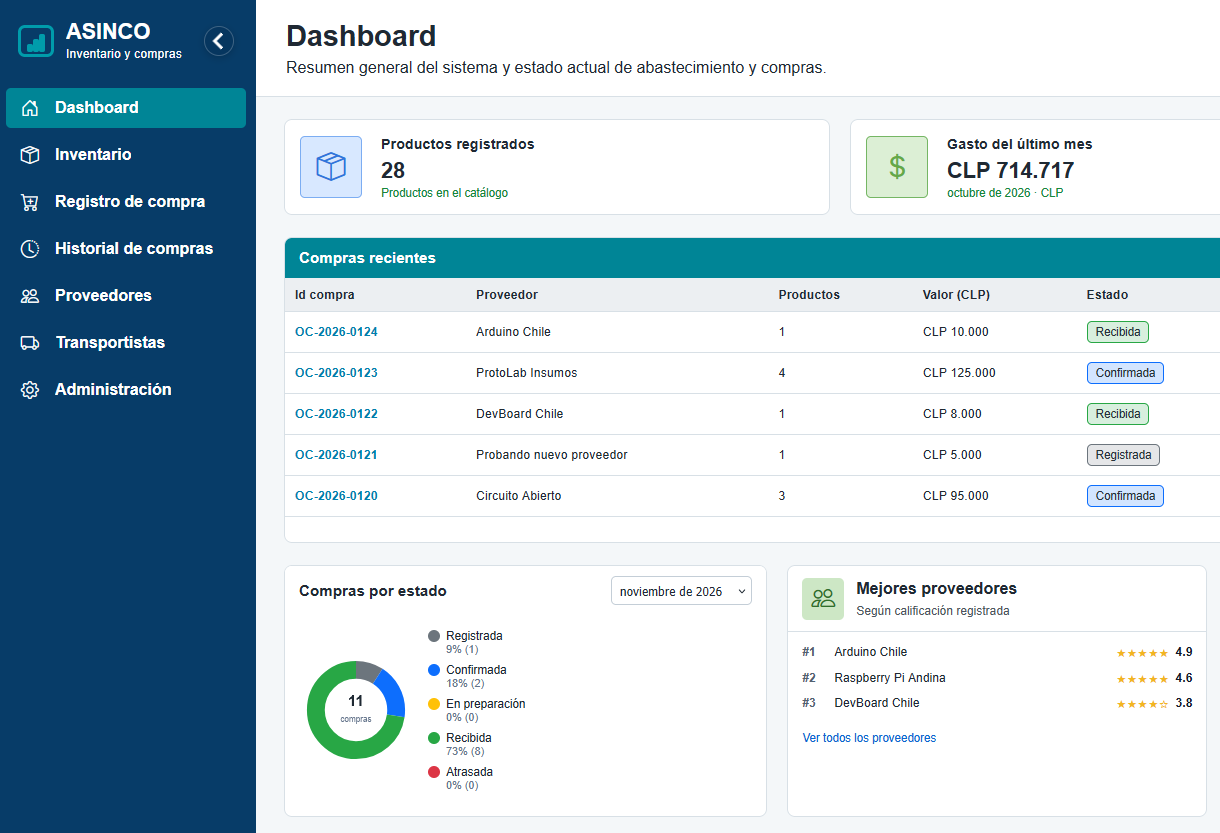 ASINCO
Inventario y compras
Dashboard
Inventario
Registro de compra
Historial de compras
Proveedores
Transportistas
Administración
Dashboard
Resumen general del sistema y estado actual de abastecimiento y compras.
Productos registrados
28
Productos en el catálogo
$
Gasto del último mes
CLP 714.717
octubre de 2026 · CLP
Compras recientes
Id compra Proveedor Productos Valor (CLP) Estado
OC-2026-0124 Arduino Chile 1 CLP 10.000 Recibida
OC-2026-0123 ProtoLab Insumos 4 CLP 125.000 Confirmada
OC-2026-0122 DevBoard Chile 1 CLP 8.000 Recibida
OC-2026-0121 Probando nuevo proveedor 1 CLP 5.000 Registrada
OC-2026-0120 Circuito Abierto 3 CLP 95.000 Confirmada
Compras por estado noviembre de 2026
11
compras
Registrada
9% (1)
Confirmada
18% (2)
En preparación
0% (0)
Recibida
73% (8)
Atrasada
0% (0)
Mejores proveedores
Según calificación registrada
#1 Arduino Chile ★★★★★ 4.9
#2 Raspberry Pi Andina ★★★★★ 4.6
#3 DevBoard Chile ★★★★☆ 3.8
Ver todos los proveedores